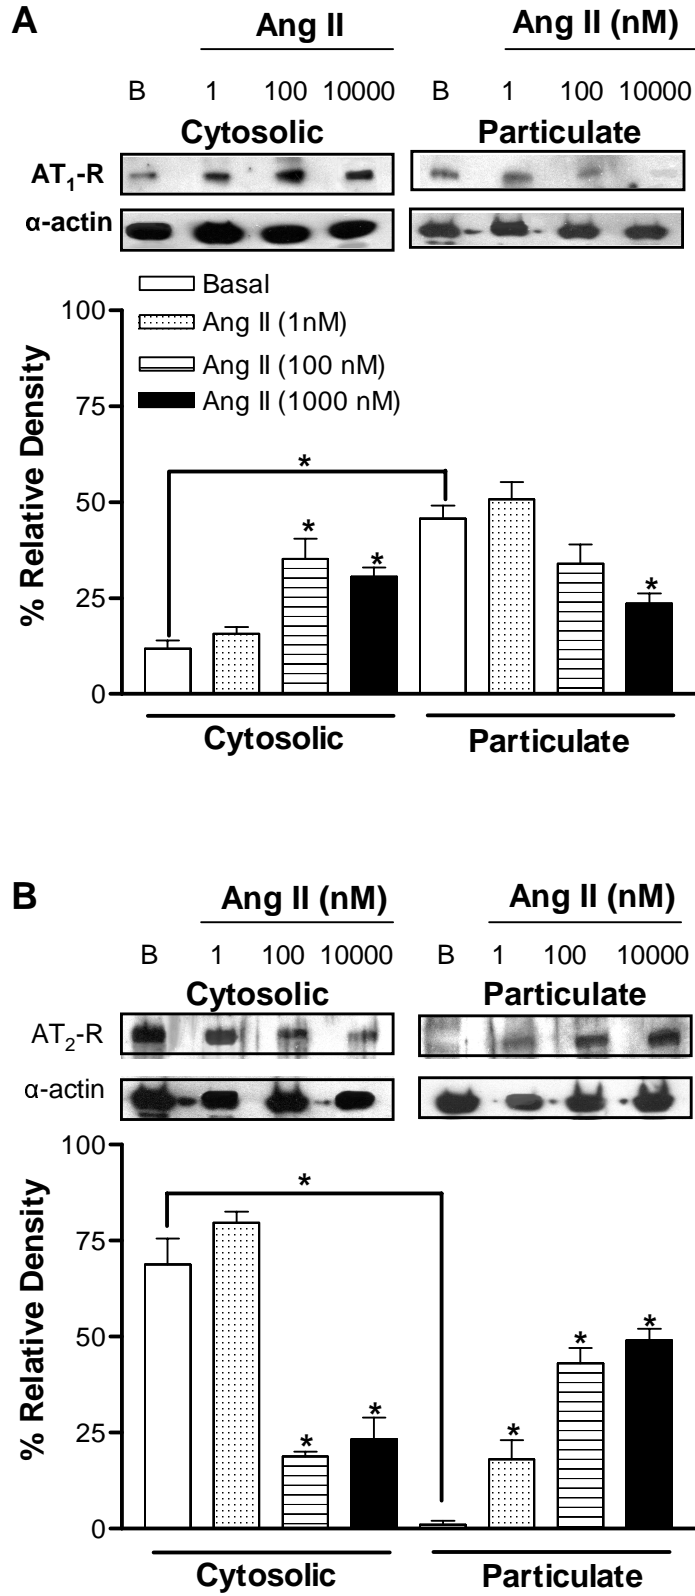 A
Ang II Ang II (nM)
B 1 100 10000 B 1 100 10000
Cytosolic Particulate
AT1-R
α-actin
Basal
Ang II (1nM)
Ang II (100 nM)
Ang II (1000 nM)
% Relative Density
100
75
50
25
0
*
* * *
Cytosolic Particulate
B
Ang II (nM) Ang II (nM)
B 1 100 10000 B 1 100 10000
Cytosolic Particulate
AT2-R
α-actin
% Relative Density
100
75
50
25
0
*
* * * * *
Cytosolic Particulate